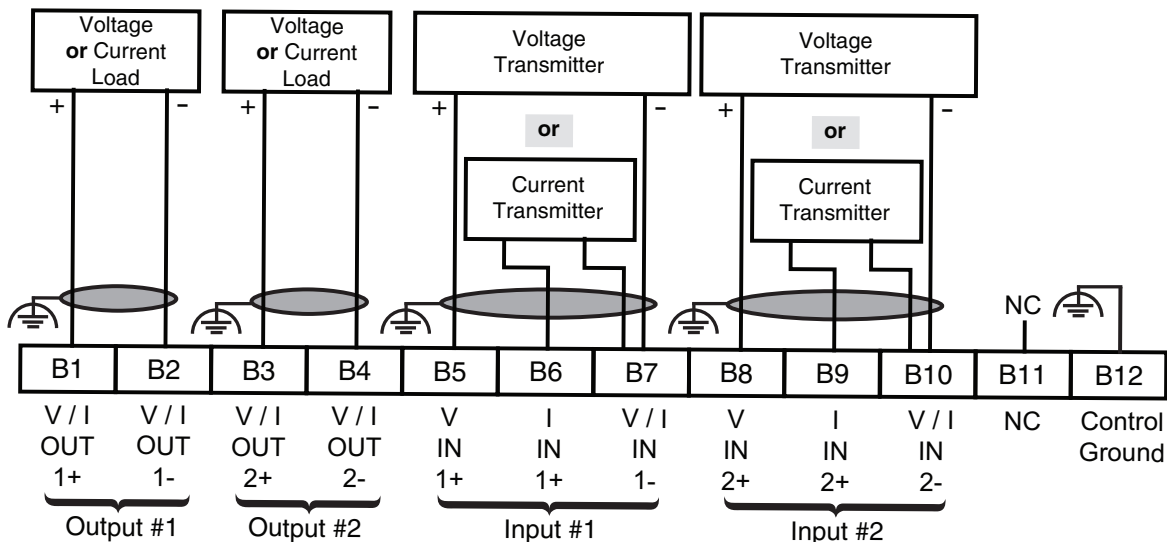 Voltage
or Current
Load
Voltage
or Current
Load
Voltage
Transmitter
Voltage
Transmitter
+ -
+ -
+ -
+ -
or
or
Current
Transmitter
Current
Transmitter
NC
B1 B2 B3 B4 B5 B6 B7 B8 B9 B10 B11 B12
V / I OUT 1+
V / I OUT 1-
V / I OUT 2+
V / I OUT 2-
V IN 1+
I IN 1+
V / I IN 1-
V IN 2+
I IN 2+
V / I IN 2-
NC
Control
Ground
Output #1
Output #2
Input #1
Input #2